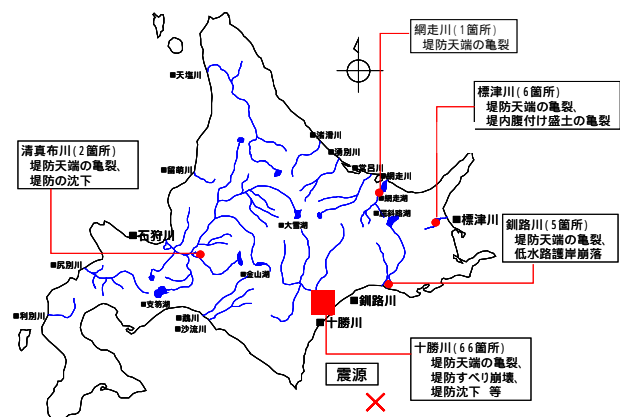 網走川(1箇所)
堤防天端の亀裂
標津川(6箇所)
堤防天端の亀裂、
堤内腹付け盛土の亀裂
清真布川(2箇所)
堤防天端の亀裂、
堤防の沈下
釧路川(5箇所)
堤防天端の亀裂、
低水路護岸崩落
十勝川(66箇所)
堤防天端の亀裂、
堤防すべり崩壊、
堤防沈下 等
震源
■天塩川
■渚滑川
■湧別川
■常呂川
■網走川
■網走湖
■屈斜路湖
■標津川
■留萌川
■大雪湖
■石狩川
■尻別川
■金山湖
■支笏湖
■利別川
■鵡川
■沙流川
■釧路川
■十勝川